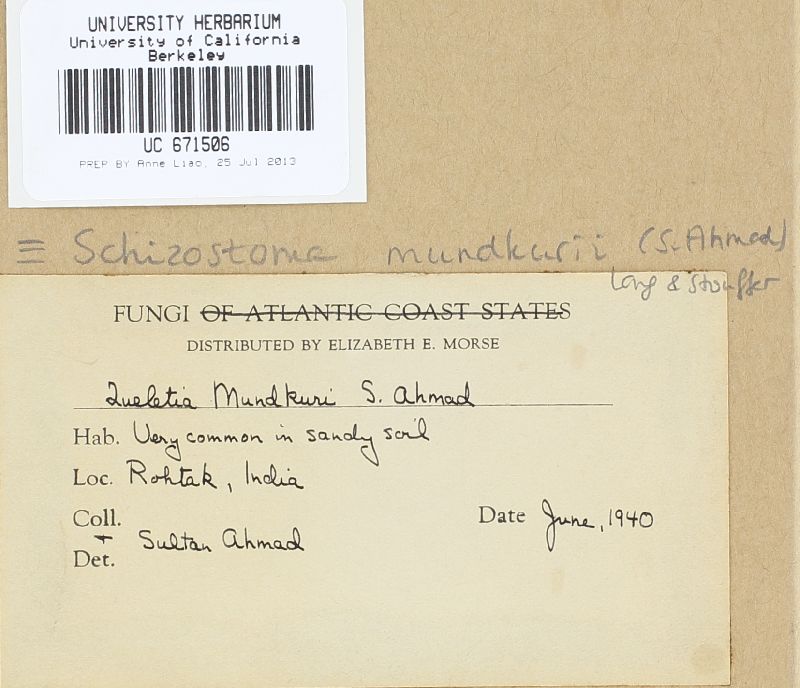 UNIVERSITY HERBARIUM
University of California
Berkeley
UC 671506
PREP BY Anne Liao, 25 Jul 2013
≡ Schizostoma mundkurii (S. Ahmad)
Long & Stouffer
FUNGI OF ATLANTIC COAST STATES
DISTRIBUTED BY ELIZABETH E. MORSE
Queletia Mundkuri S. Ahmad
Hab. Very common in sandy soil
Loc. Rohtak, India
Coll. + Det. Sultan Ahmad
Date June, 1940